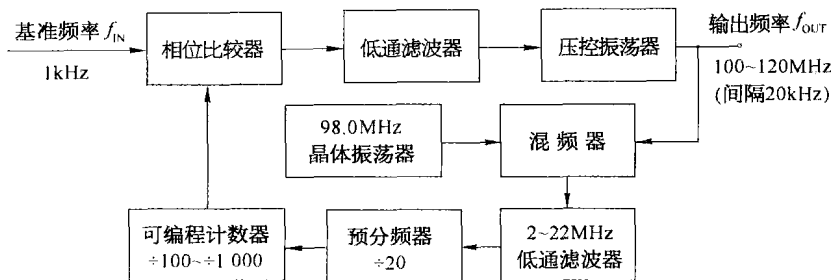 基准频率 f_IN
1kHz
相位比较器
低通滤波器
压控振荡器
输出频率 f_OUT
100~120MHz
(间隔20kHz)
98.0MHz
晶体振荡器
混频器
可编程计数器
÷100~÷1 000
预分频器
÷20
2~22MHz
低通滤波器